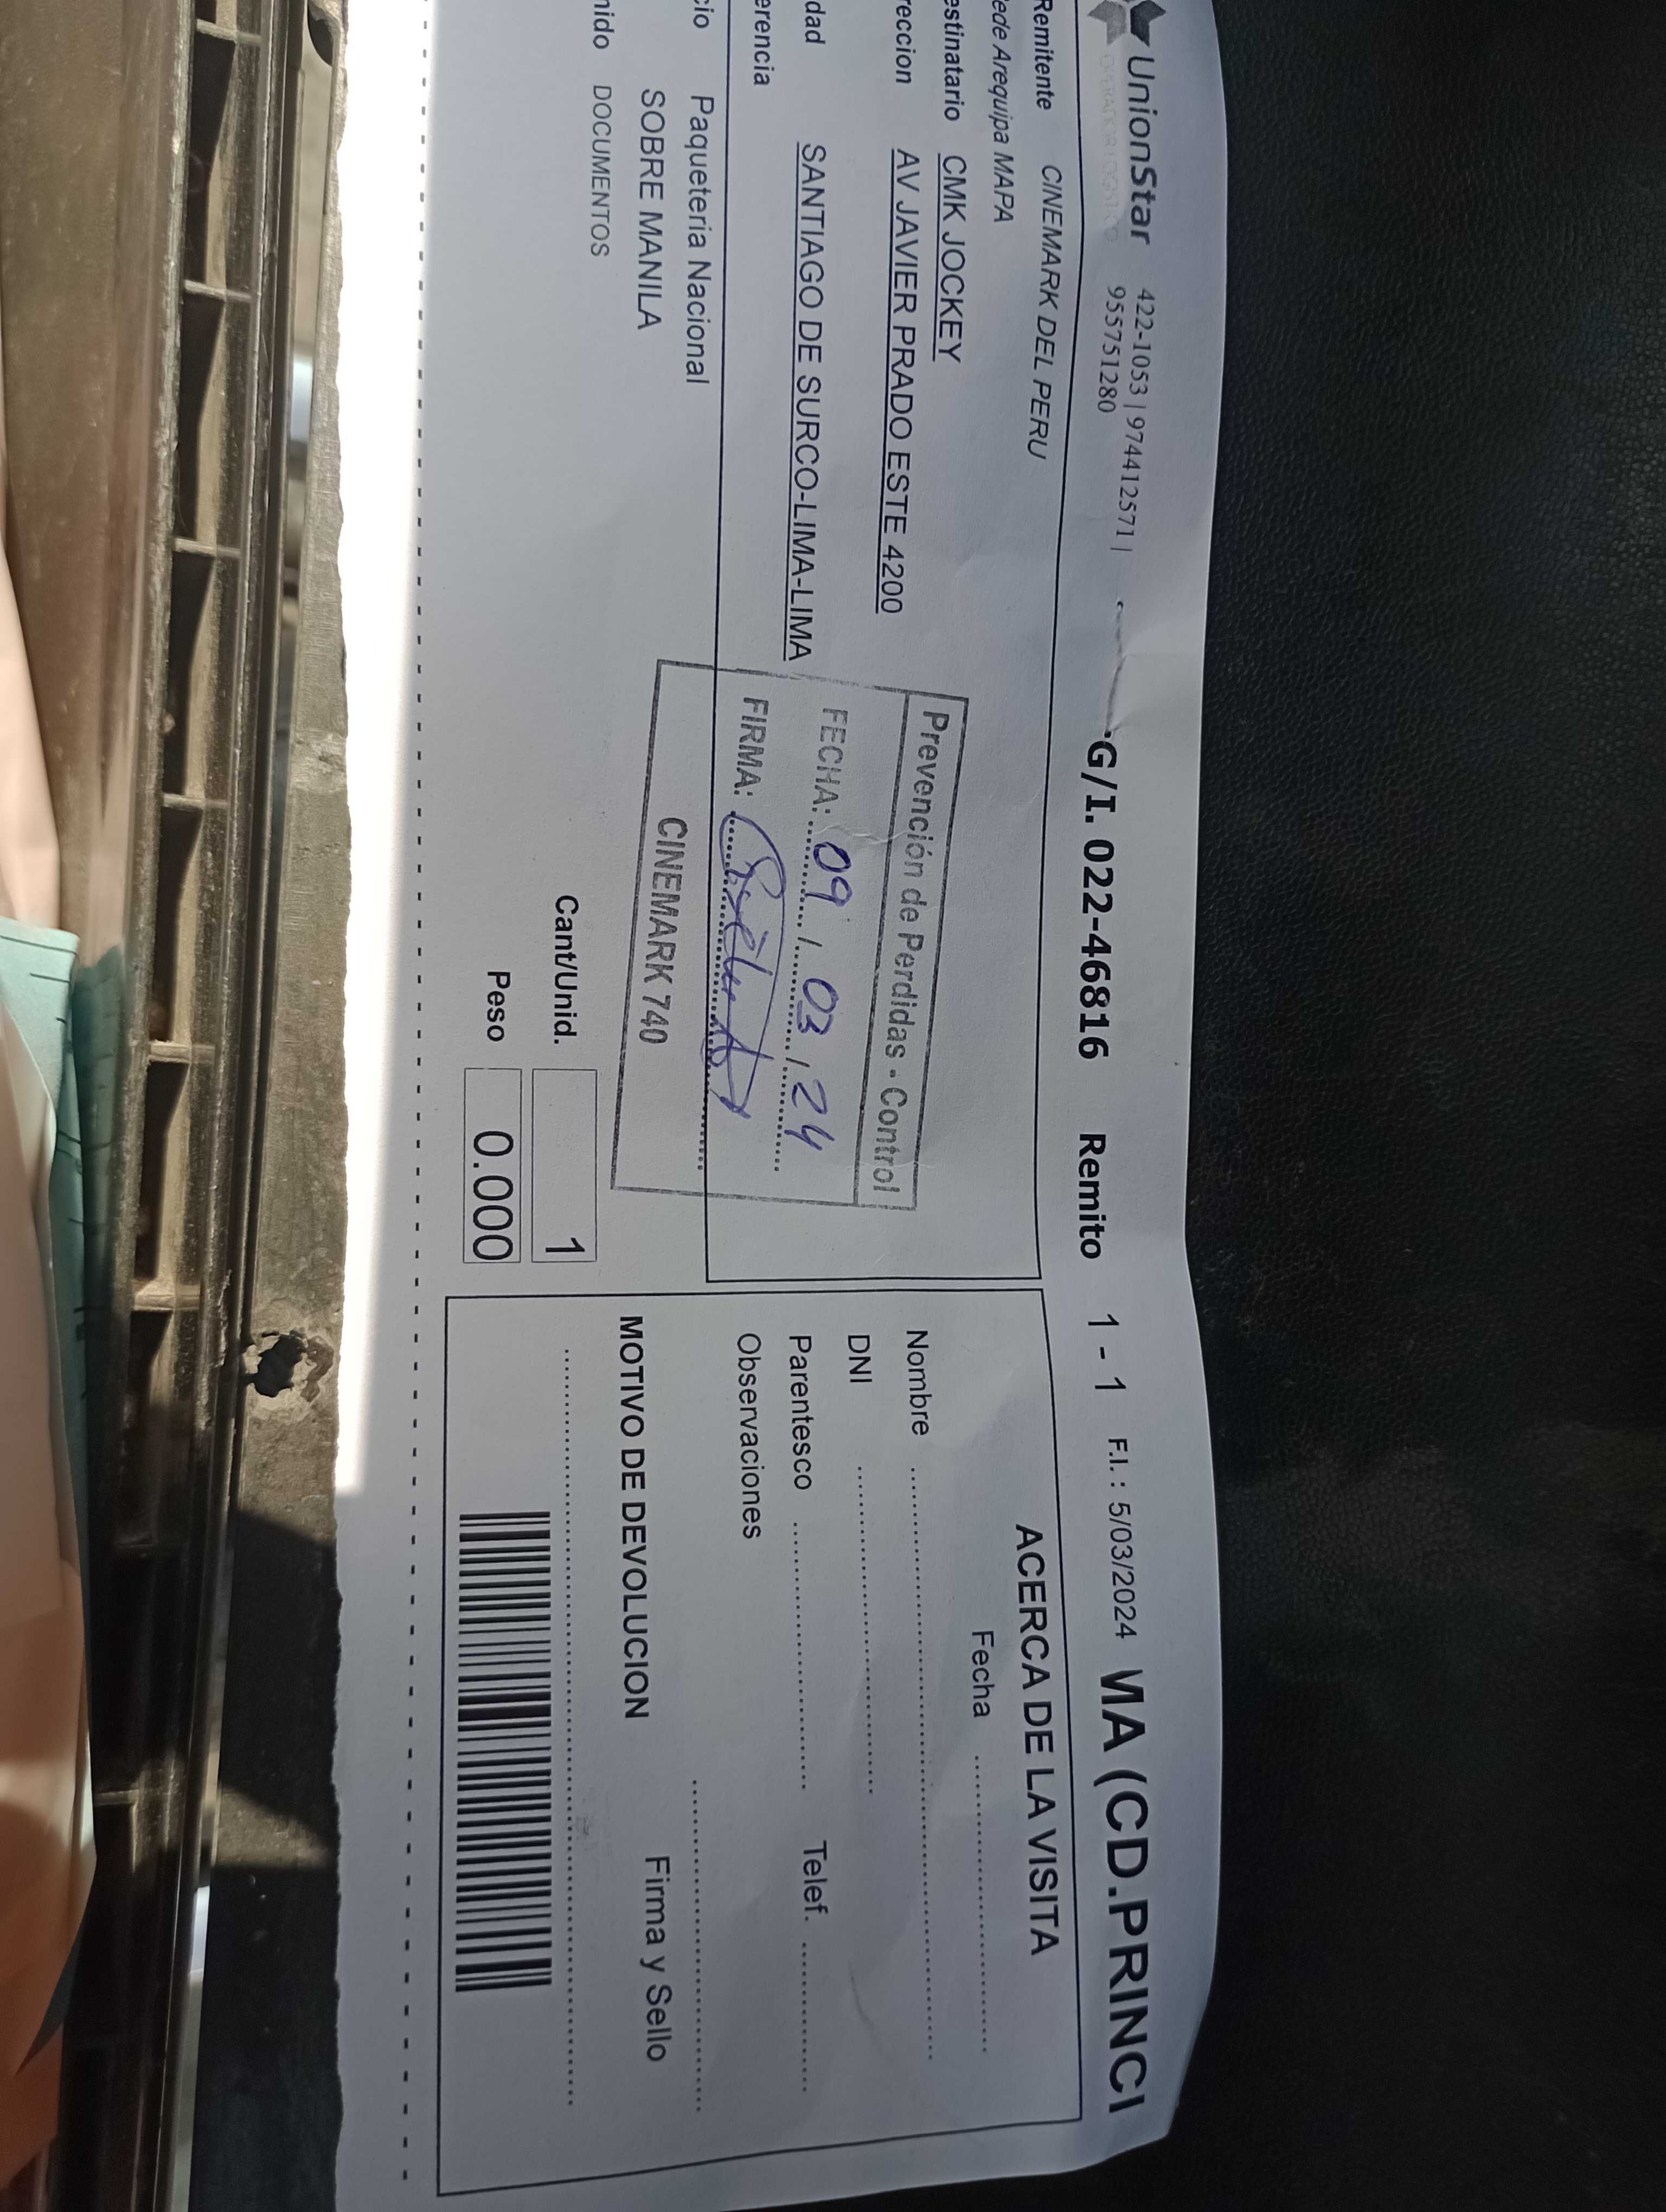 UnionStar
OPERADOR LOGISTICO
422-1053 | 974412571 |
955751280
G/I. 022-46816 Remito 1 - 1 F.I. : 5/03/2024 MA (CD.PRINCI
Remitente CINEMARK DEL PERU
ede Arequipa MAPA
estinatario CMK JOCKEY
reccion AV JAVIER PRADO ESTE 4200
dad SANTIAGO DE SURCO-LIMA-LIMA
erencia
cio Paqueteria Nacional
SOBRE MANILA
nido DOCUMENTOS
Prevención de Perdidas - Control
FECHA: 09 / 03 / 24
FIRMA:
CINEMARK 740
Cant/Unid. 1
Peso 0.000
ACERCA DE LA VISITA
Fecha
Nombre
DNI
Parentesco Telef.
Observaciones
Firma y Sello
MOTIVO DE DEVOLUCION